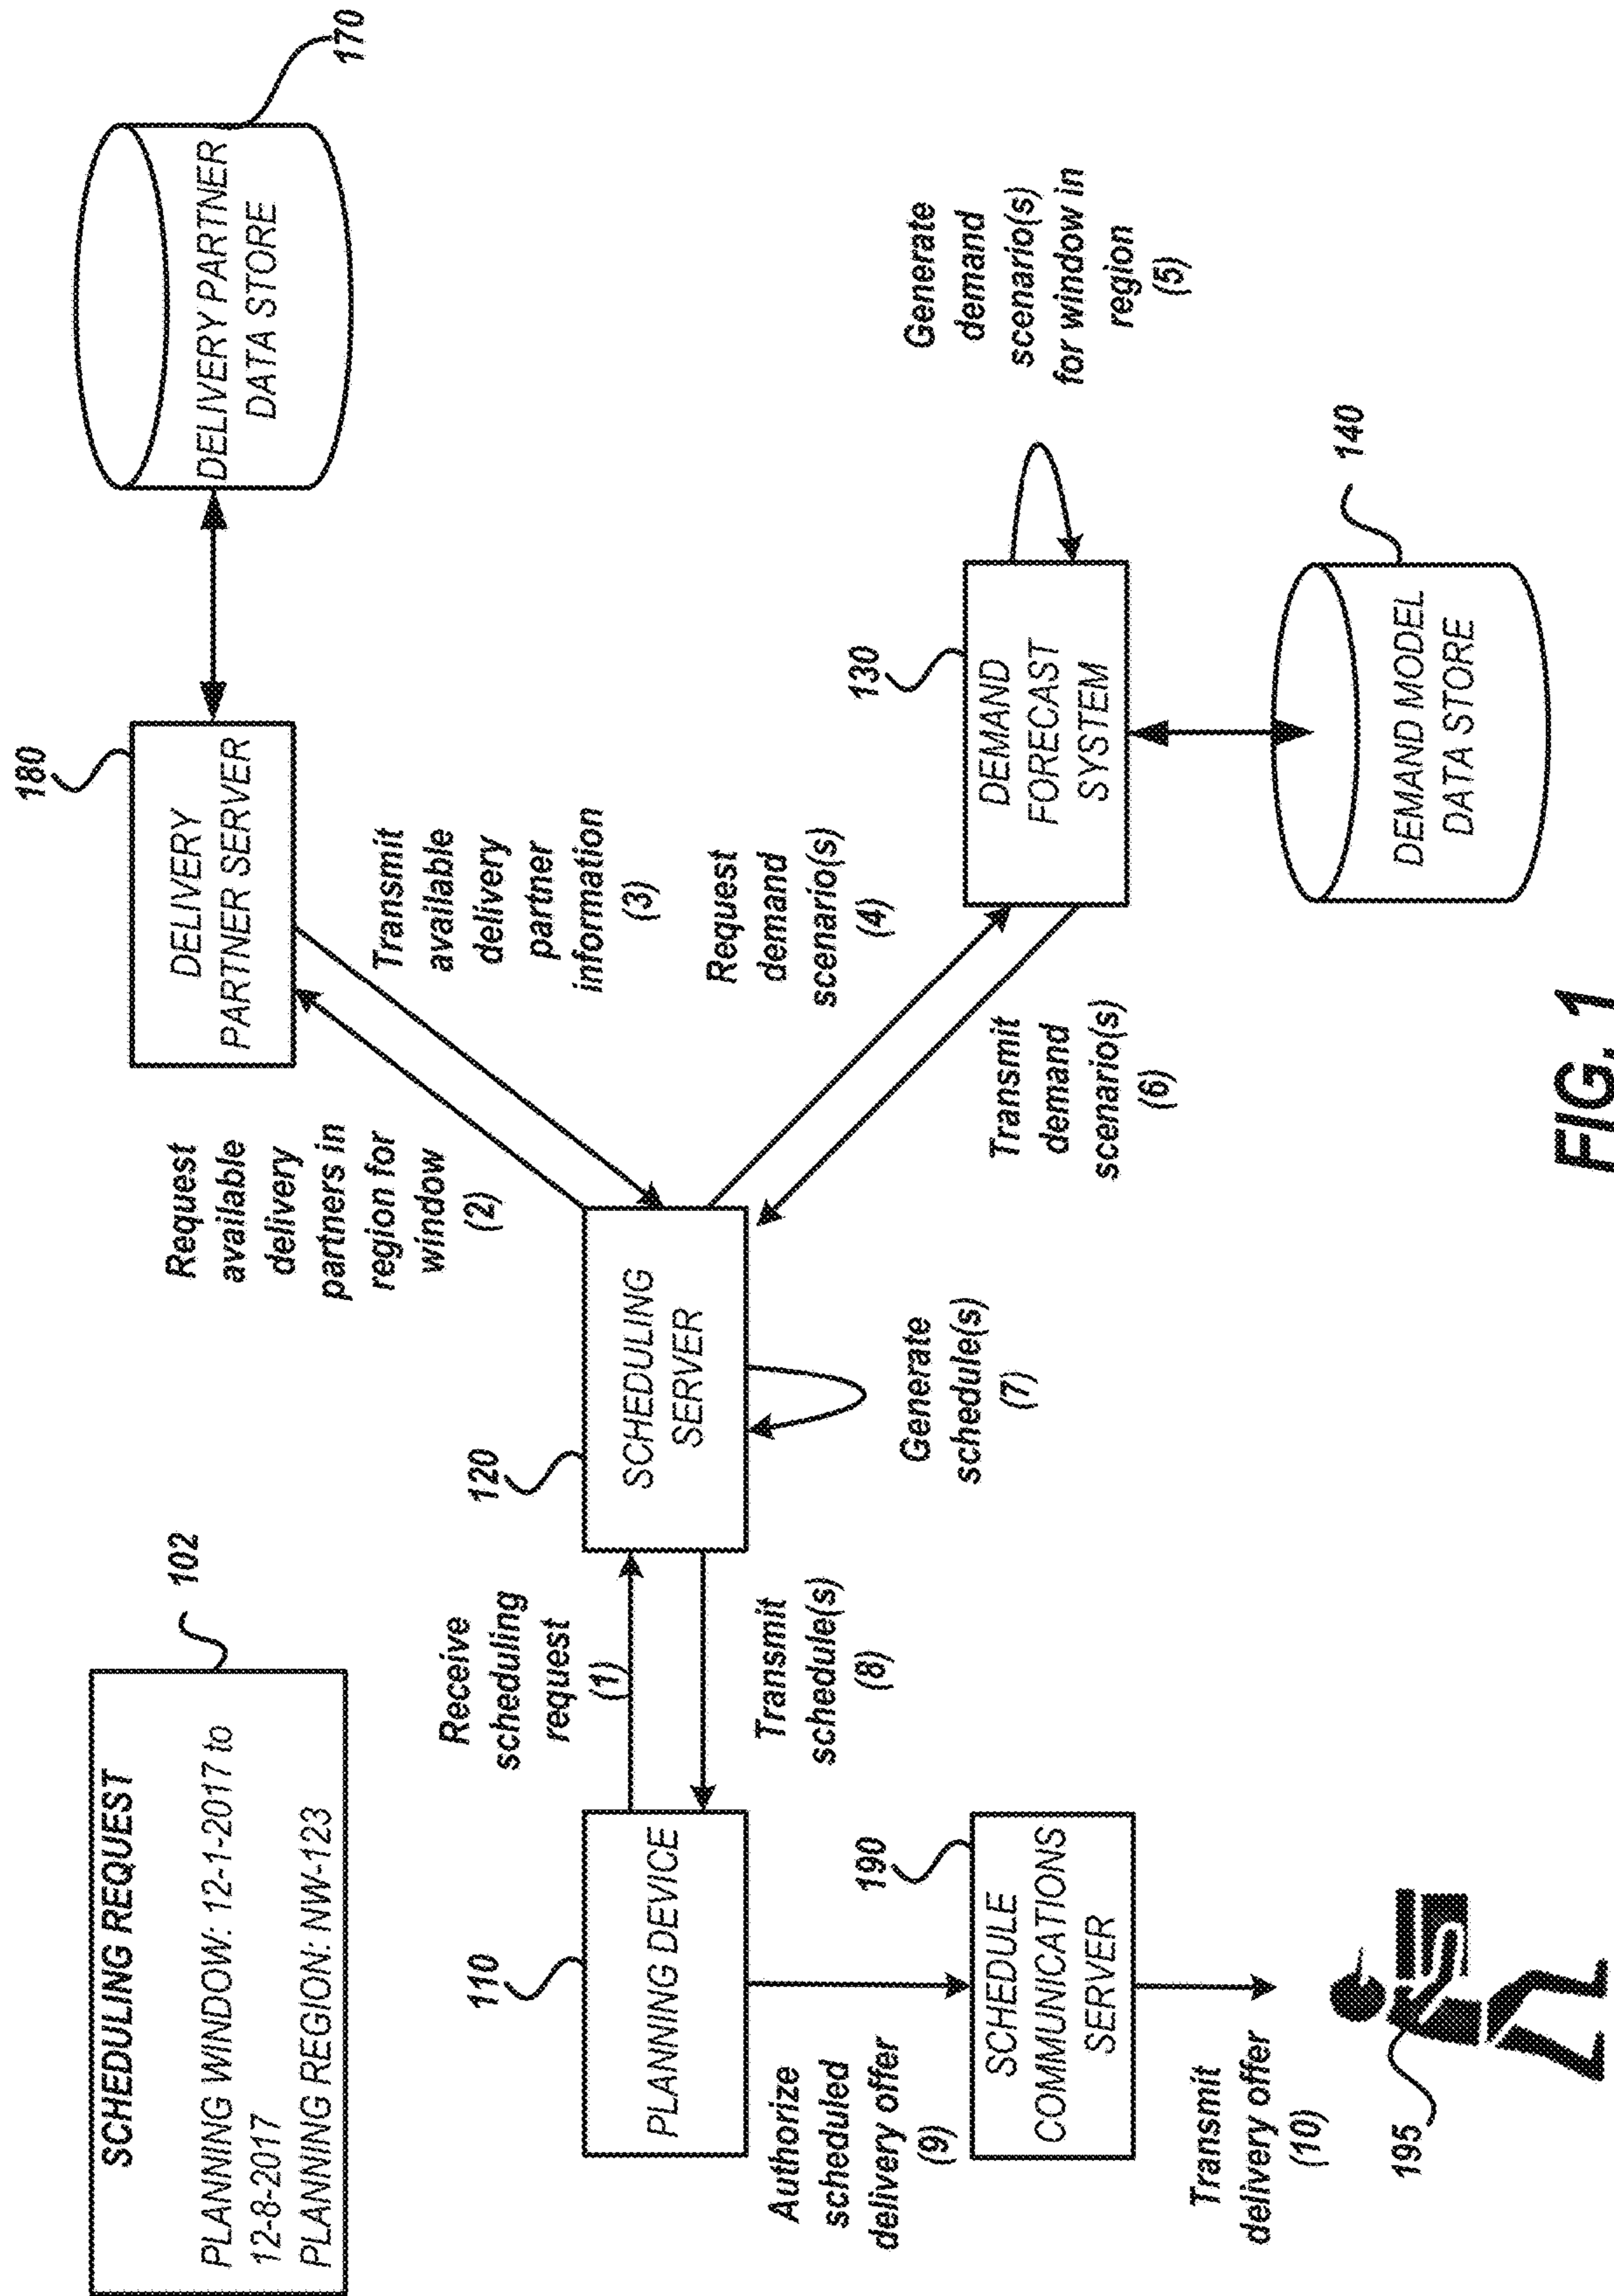 SCHEDULING REQUEST
PLANNING WINDOW: 12-1-2017 to
12-8-2017
PLANNING REGION: NW-123
102
180
DELIVERY
PARTNER SERVER
DELIVERY PARTNER
DATA STORE
170
Request
available
delivery
partners in
region for
window
(2)
Transmit
available
delivery
partner
information
(3)
110
PLANNING DEVICE
Receive
scheduling
request
(1)
Transmit
schedule(s)
(8)
120
SCHEDULING
SERVER
Generate
schedule(s)
(7)
Request
demand
scenario(s)
(4)
Transmit
demand
scenario(s)
(6)
130
DEMAND
FORECAST
SYSTEM
Generate
demand
scenario(s)
for window in
region
(5)
Authorize
scheduled
delivery offer
(9)
190
SCHEDULE
COMMUNICATIONS
SERVER
Transmit
delivery offer
(10)
195
DEMAND MODEL
DATA STORE
140
FIG. 1